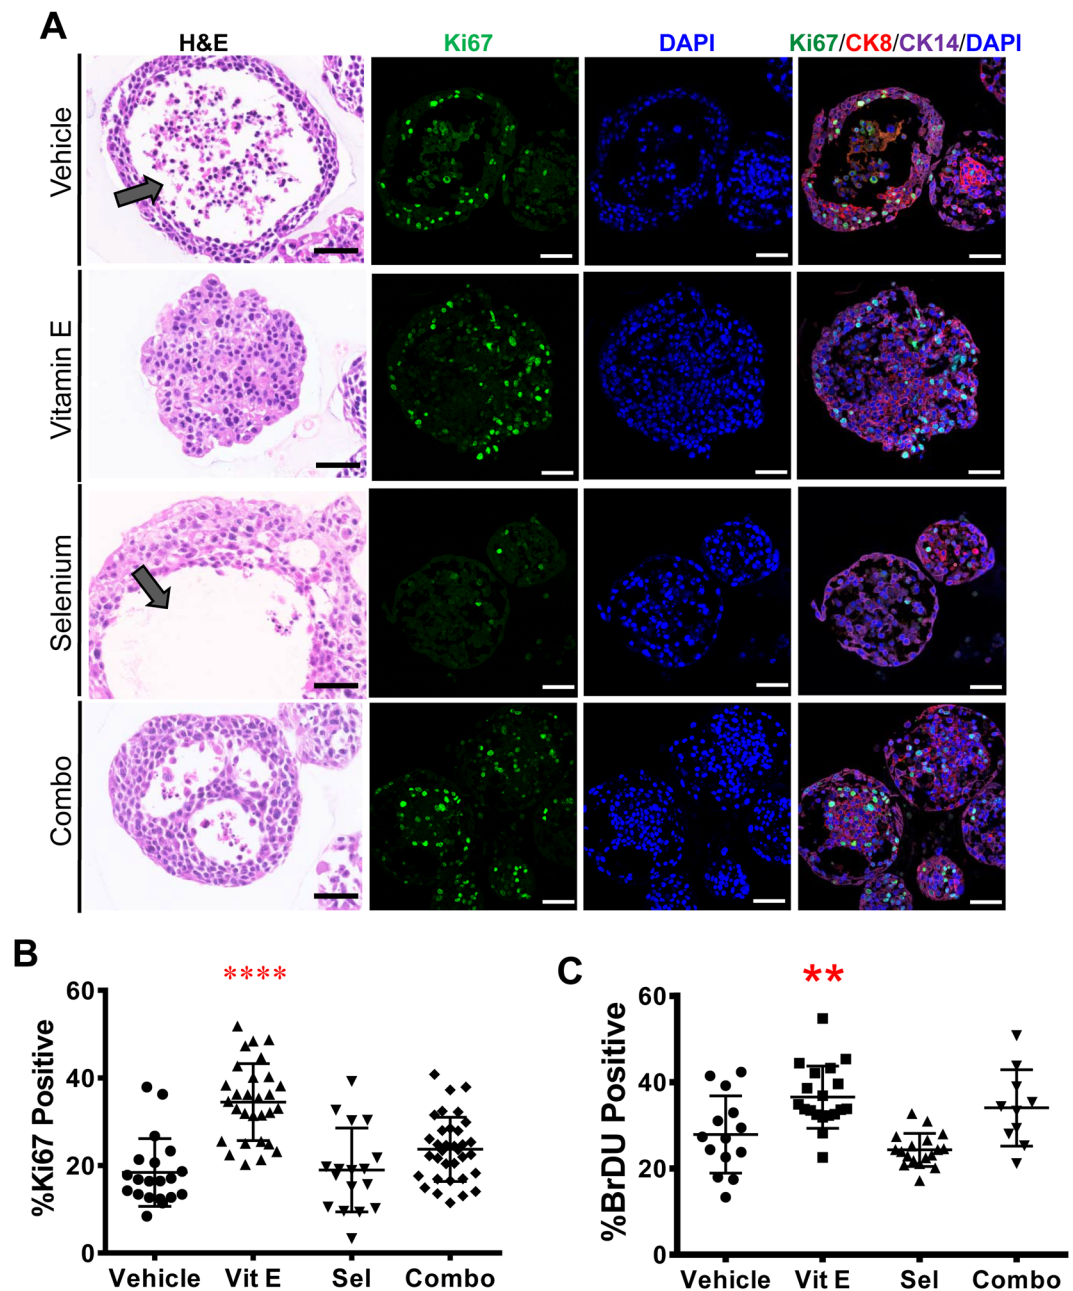 A
H&E
Ki67
DAPI
Ki67/CK8/CK14/DAPI
Vehicle
Vitamin E
Selenium
Combo
B
****
%Ki67 Positive
60
40
20
0
Vehicle
Vit E
Sel
Combo
C
**
%BrDU Positive
60
40
20
0
Vehicle
Vit E
Sel
Combo